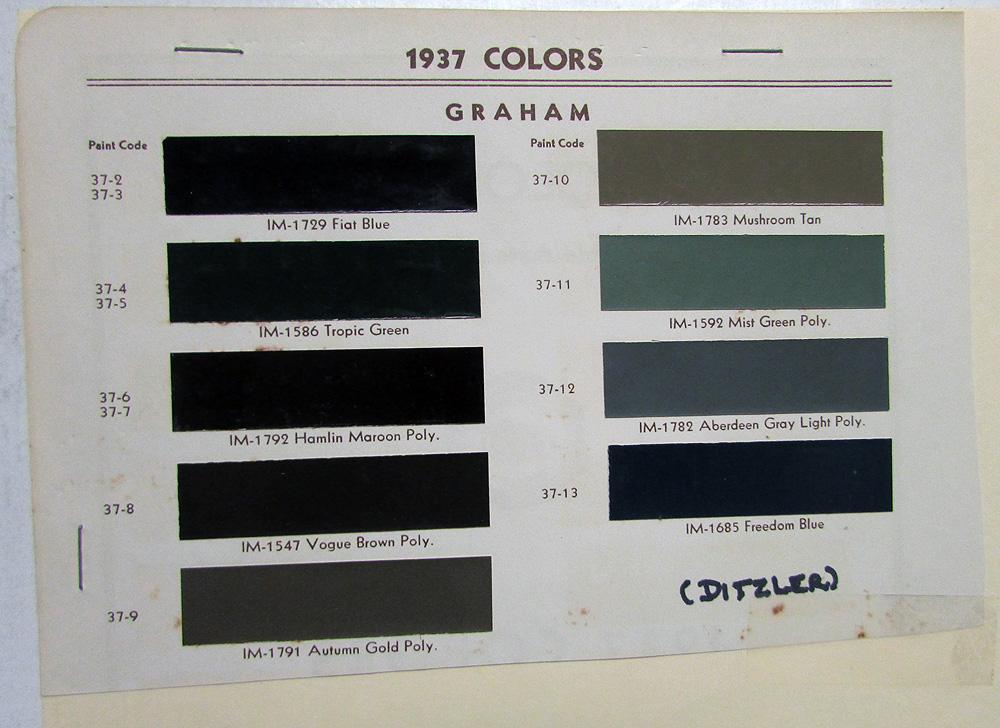 1937 COLORS
GRAHAM
Paint Code
37-2
37-3
IM-1729 Fiat Blue
37-4
37-5
IM-1586 Tropic Green
37-6
37-7
IM-1792 Hamlin Maroon Poly.
37-8
IM-1547 Vogue Brown Poly.
37-9
IM-1791 Autumn Gold Poly.
Paint Code
37-10
IM-1783 Mushroom Tan
37-11
IM-1592 Mist Green Poly.
37-12
IM-1782 Aberdeen Gray Light Poly.
37-13
IM-1685 Freedom Blue
(DITZLER)